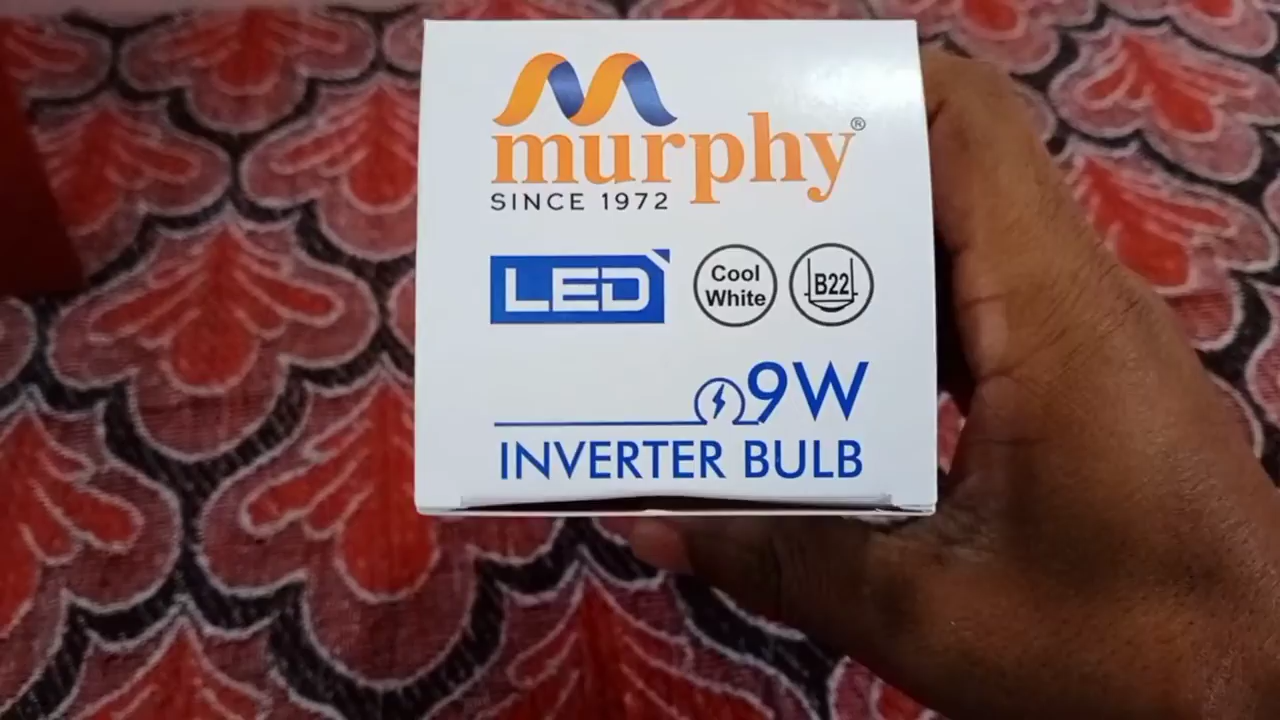 murphy®
SINCE 1972
LED
Cool
White
B22
9W
INVERTER BULB